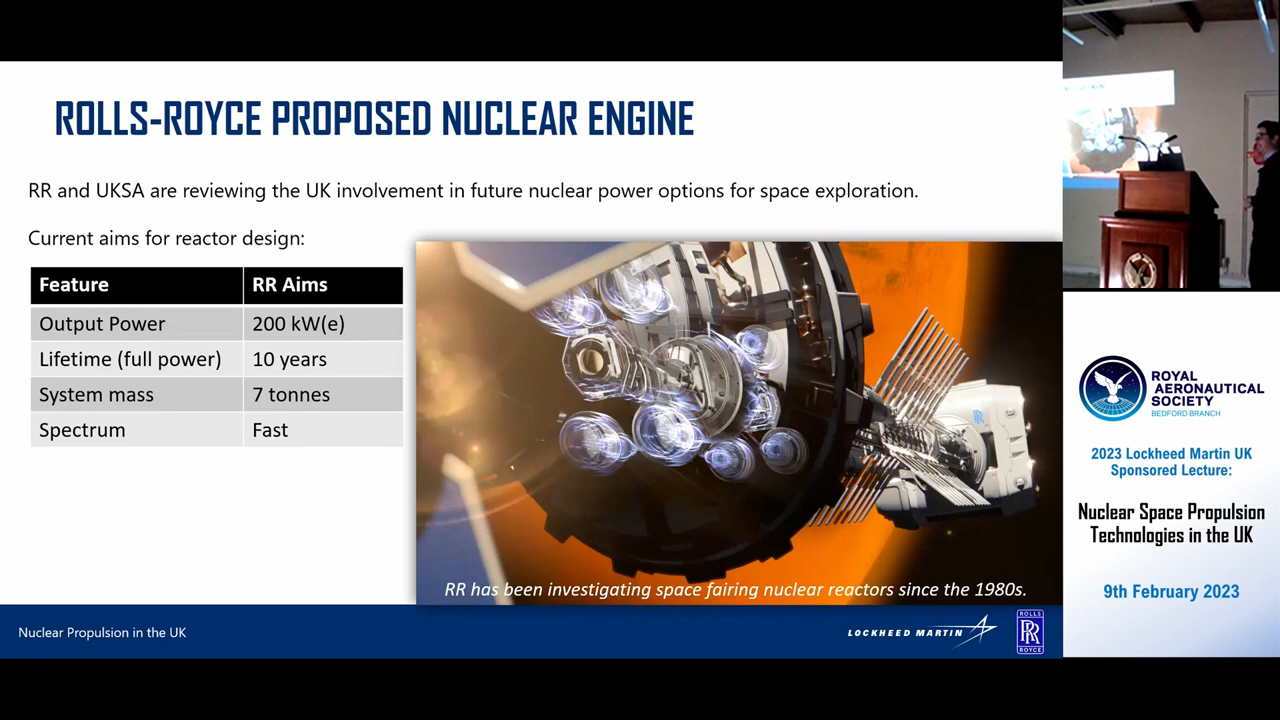 ROLLS-ROYCE PROPOSED NUCLEAR ENGINE
RR and UKSA are reviewing the UK involvement in future nuclear power options for space exploration.
Current aims for reactor design:
Feature RR Aims
Output Power 200 kW(e)
Lifetime (full power) 10 years
System mass 7 tonnes
Spectrum Fast
RR has been investigating space fairing nuclear reactors since the 1980s.
Nuclear Propulsion in the UK
LOCKHEED MARTIN
ROLLS
RR
ROYCE
ROYAL
AERONAUTICAL
SOCIETY
BEDFORD BRANCH
2023 Lockheed Martin UK
Sponsored Lecture:
Nuclear Space Propulsion
Technologies in the UK
9th February 2023